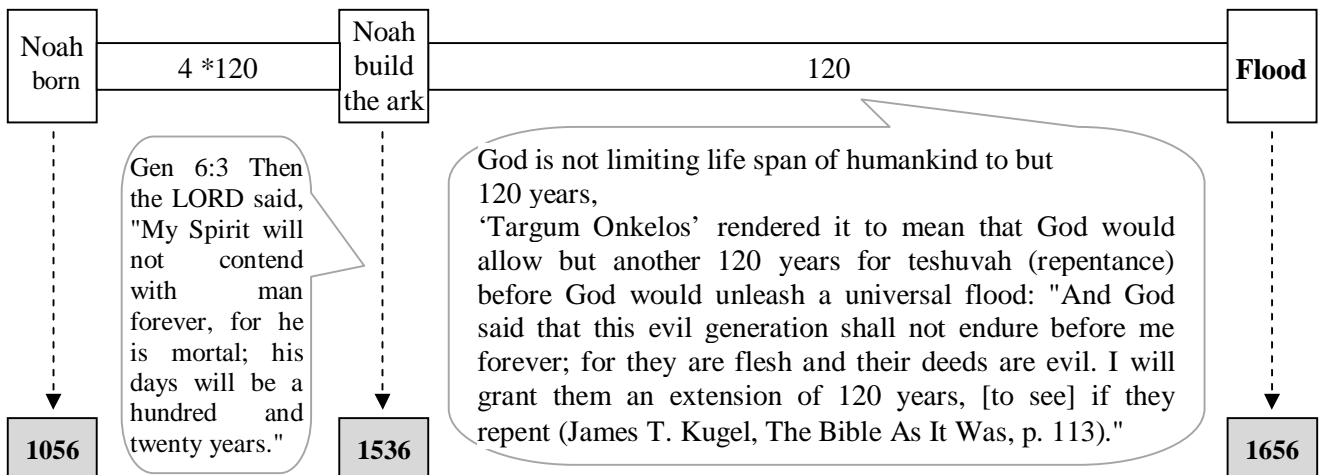 Noah
born
4 *120
Noah
build
the ark
120
Flood
Gen 6:3 Then
the LORD said,
"My Spirit will
not contend
with man
forever, for he
is mortal; his
days will be a
hundred and
twenty years."
God is not limiting life span of humankind to but
120 years,
‘Targum Onkelos’ rendered it to mean that God would
allow but another 120 years for teshuvah (repentance)
before God would unleash a universal flood: "And God
said that this evil generation shall not endure before me
forever; for they are flesh and their deeds are evil. I will
grant them an extension of 120 years, [to see] if they
repent (James T. Kugel, The Bible As It Was, p. 113)."
1056
1536
1656